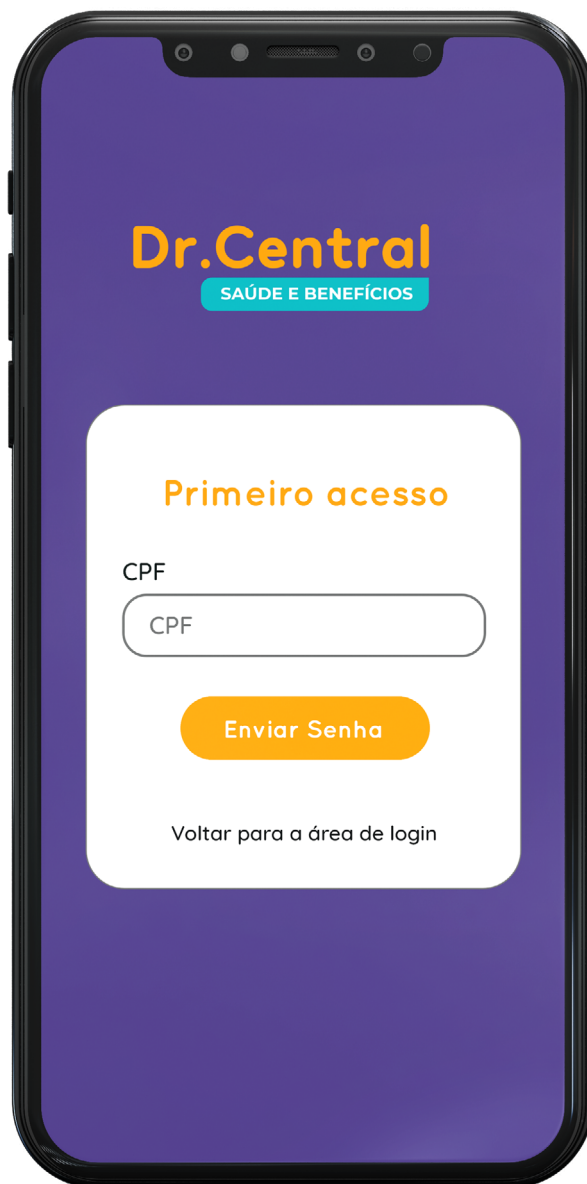 Dr.Central
SAÚDE E BENEFÍCIOS
Primeiro acesso
CPF
CPF
Enviar Senha
Voltar para a área de login